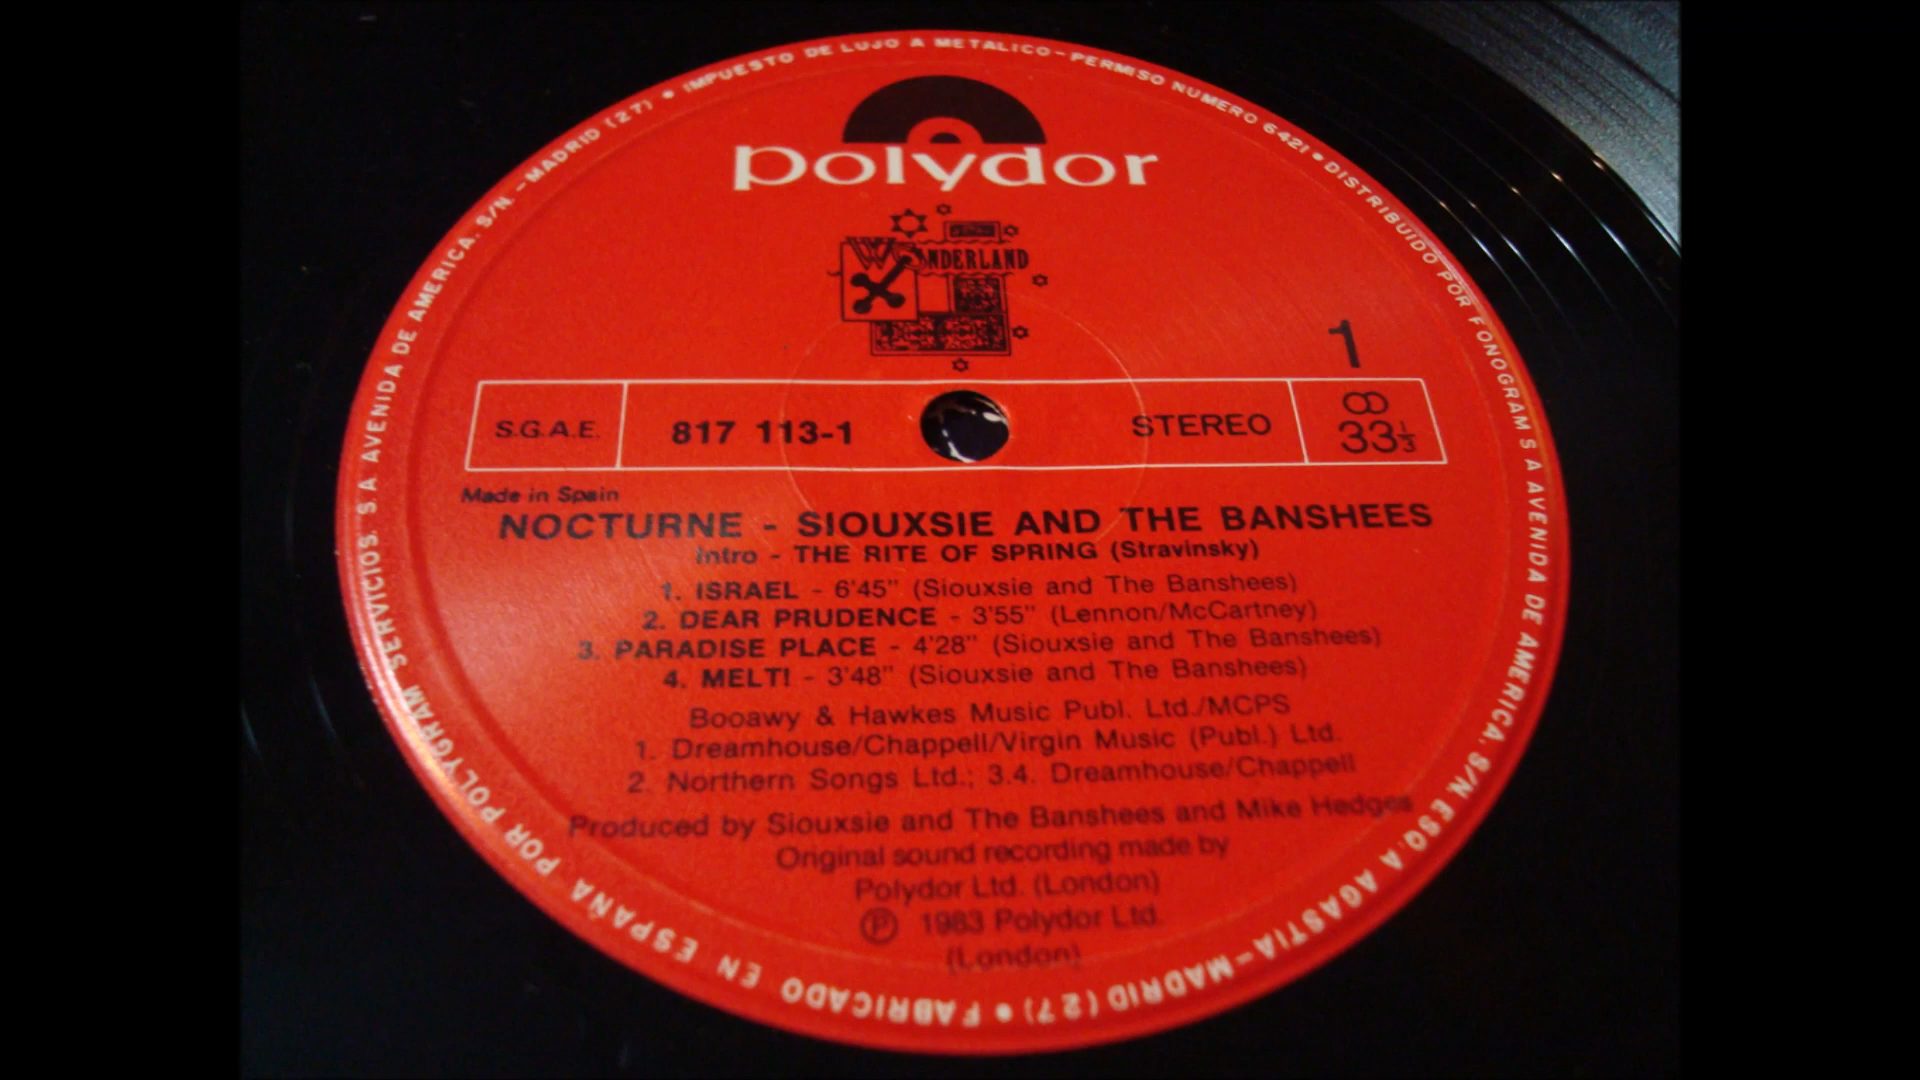 IMPUESTO DE LUJO A METALICO - PERMISO NUMERO 6421 • DISTRIBUIDO POR FONOGRAM S A AVENIDA DE AMERICA, S/N. ESQ. A AGASTIA - MADRID (27) • FABRICADO EN ESPAÑA POR POLYGRAM SERVICIOS. S.A AVENIDA DE AMERICA. S/N. - MADRID (27) •
polydor
WONDERLAND
1
S.G.A.E. 817 113-1 STEREO 33⅓
Made in Spain
NOCTURNE - SIOUXSIE AND THE BANSHEES
Intro - THE RITE OF SPRING (Stravinsky)
1. ISRAEL - 6'45" (Siouxsie and The Banshees)
2. DEAR PRUDENCE - 3'55" (Lennon/McCartney)
3. PARADISE PLACE - 4'28" (Siouxsie and The Banshees)
4. MELT! - 3'48" (Siouxsie and The Banshees)
Booawy & Hawkes Music Publ. Ltd./MCPS
1. Dreamhouse/Chappell/Virgin Music (Publ.) Ltd.
2. Northern Songs Ltd.; 3.4. Dreamhouse/Chappell
Produced by Siouxsie and The Banshees and Mike Hedges
Original sound recording made by
Polydor Ltd. (London)
Ⓟ 1983 Polydor Ltd.
(London)